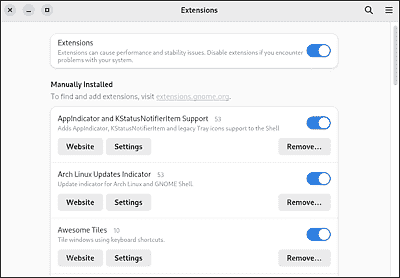 Extensions
Extensions
Extensions can cause performance and stability issues. Disable extensions if you encounter
problems with your system.
Manually Installed
To find and add extensions, visit extensions.gnome.org.
AppIndicator and KStatusNotifierItem Support 53
Adds AppIndicator, KStatusNotifierItem and legacy Tray icons support to the Shell
Website Settings Remove...
Arch Linux Updates Indicator 53
Update indicator for Arch Linux and GNOME Shell.
Website Settings Remove...
Awesome Tiles 10
Tile windows using keyboard shortcuts.
Website Settings Remove...